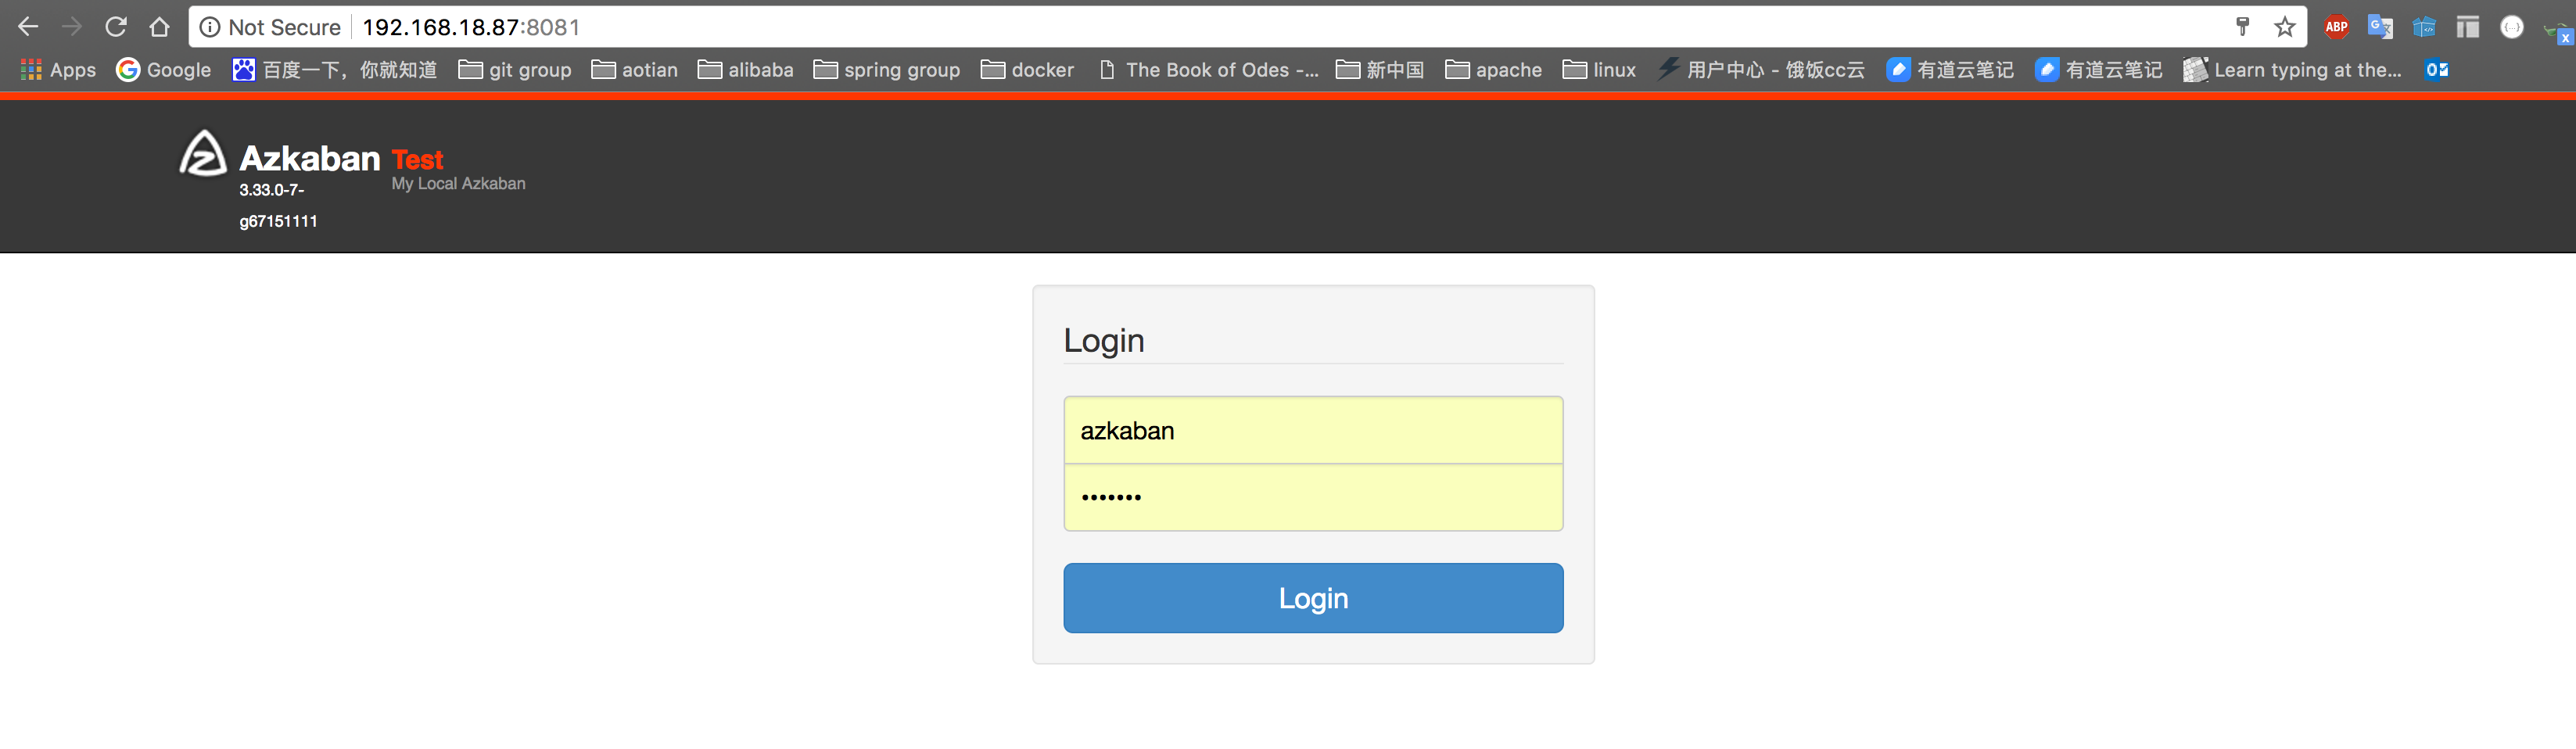 Not Secure 192.168.18.87:8081
ABP
Apps Google 百度一下，你就知道 git group aotian alibaba spring group docker The Book of Odes -... 新中国 apache linux 用户中心 - 饿饭cc云 有道云笔记 有道云笔记 Learn typing at the...
Azkaban Test
My Local Azkaban
3.33.0-7-
g67151111
Login
azkaban
•••••••
Login